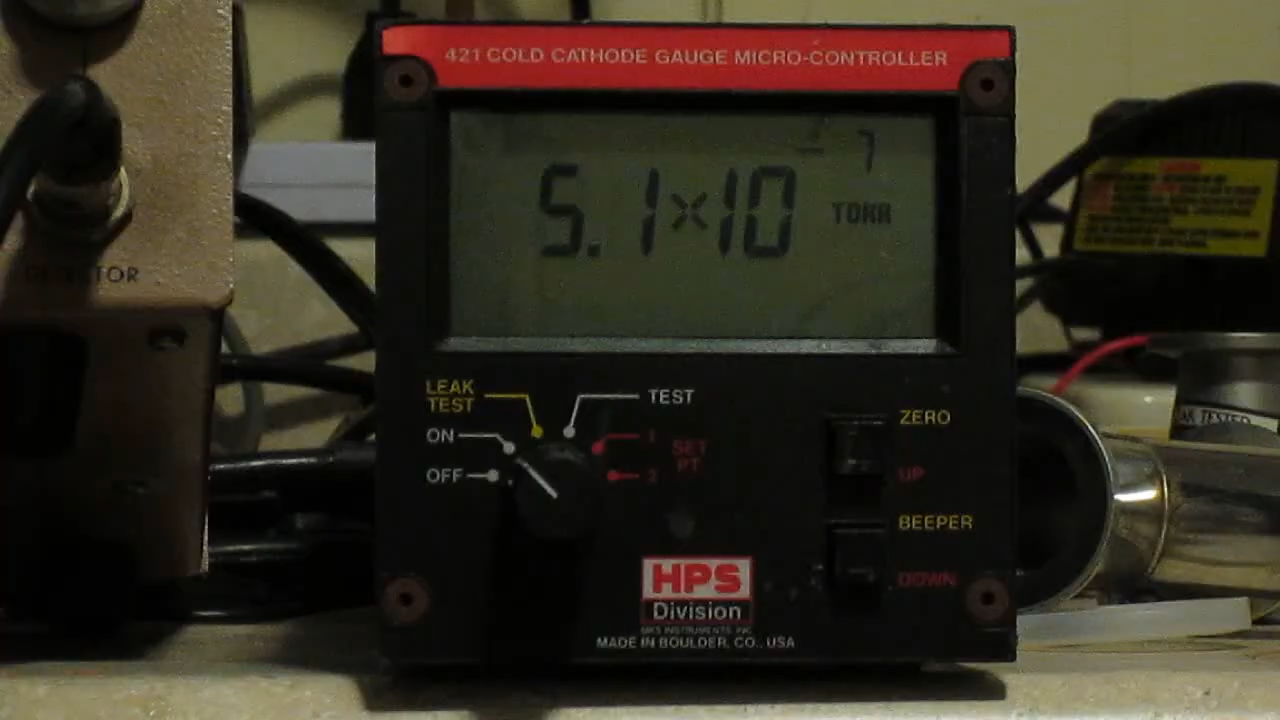 421 COLD CATHODE GAUGE MICRO-CONTROLLER
5.1×10 -7 TORR
LEAK TEST
TEST
ON
OFF
1
SET PT.
2
ZERO
UP
BEEPER
DOWN
HPS
Division
MKS INSTRUMENTS, INC.
MADE IN BOULDER, CO., USA
TESTED